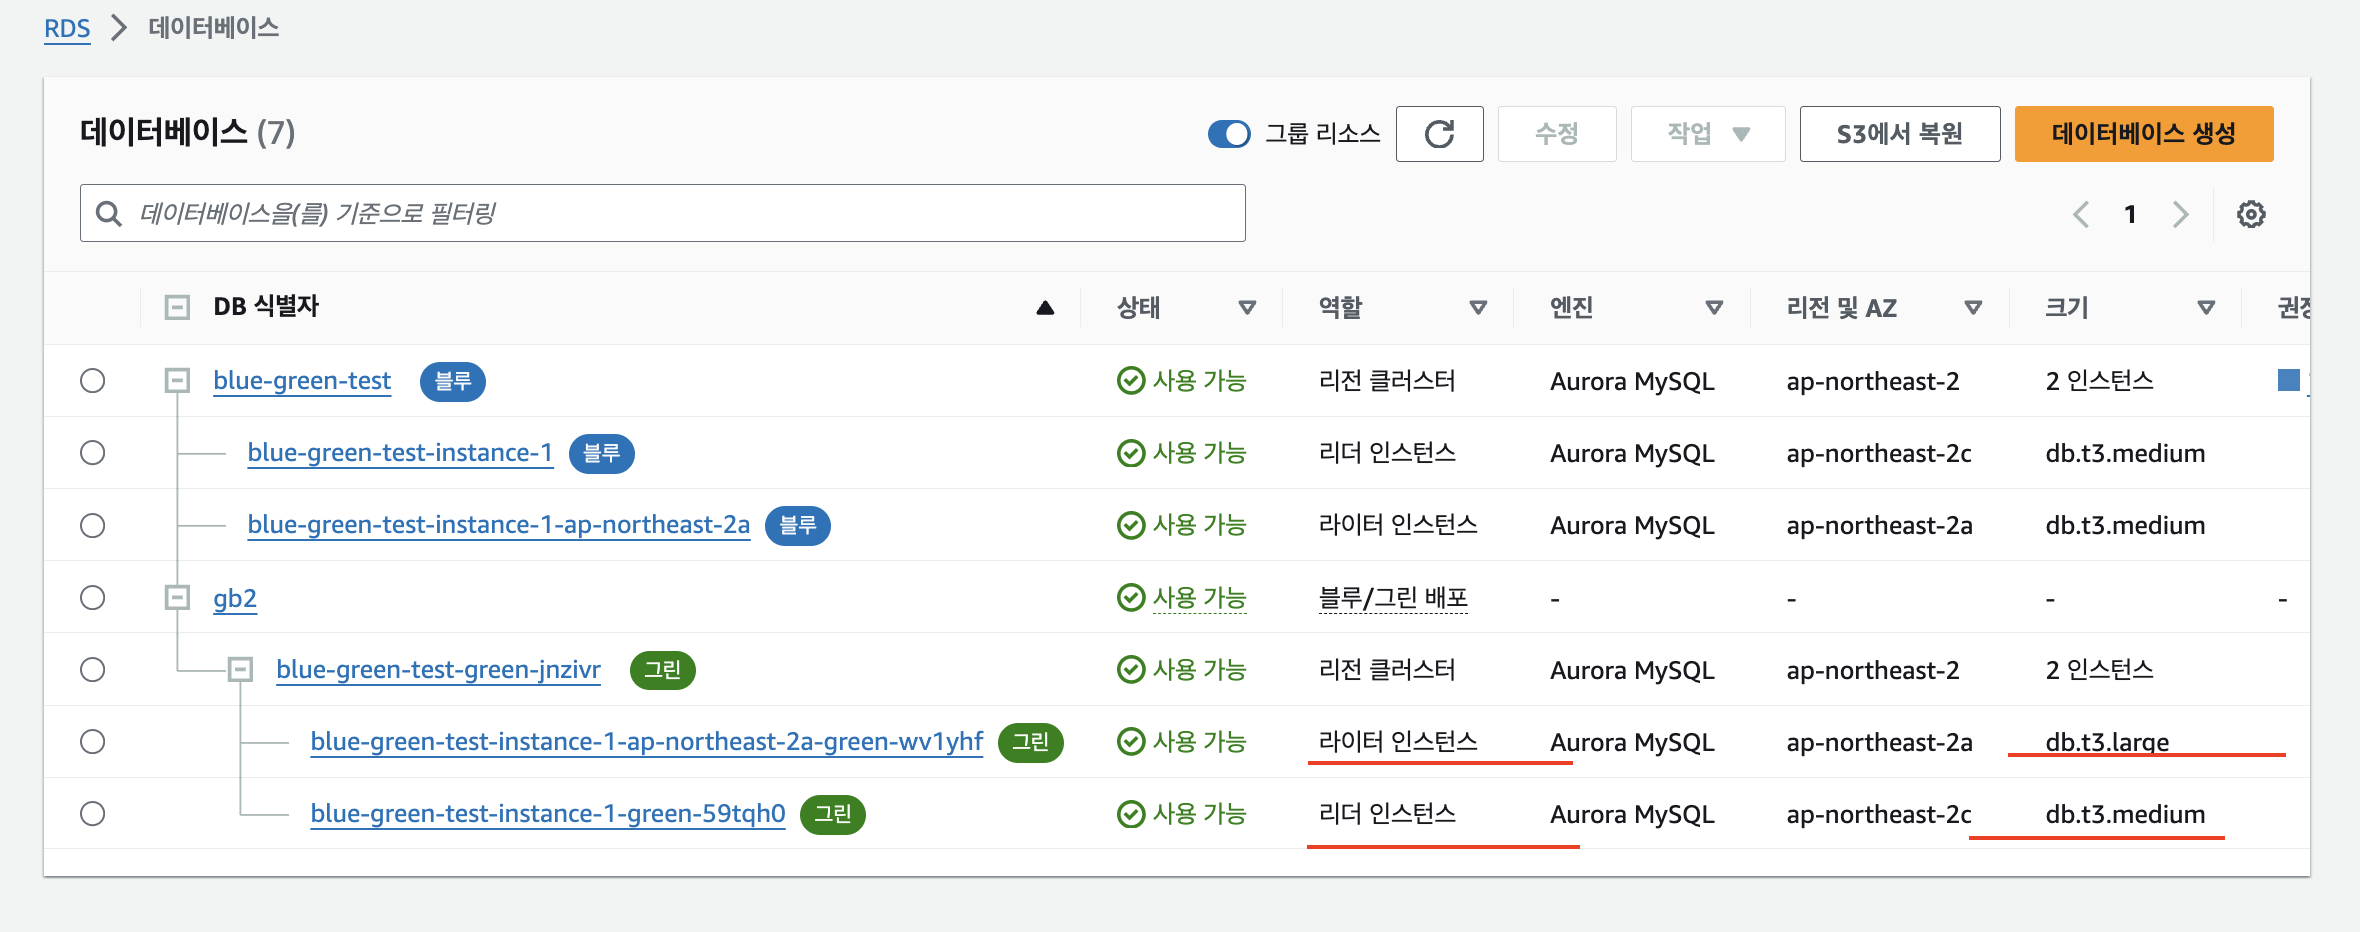 RDS > 데이터베이스
데이터베이스 (7)
그룹 리소스
수정
작업
S3에서 복원
데이터베이스 생성
데이터베이스을(를) 기준으로 필터링
1
DB 식별자 상태 역할 엔진 리전 및 AZ 크기
blue-green-test 블루 사용 가능 리전 클러스터 Aurora MySQL ap-northeast-2 2 인스턴스
blue-green-test-instance-1 블루 사용 가능 리더 인스턴스 Aurora MySQL ap-northeast-2c db.t3.medium
blue-green-test-instance-1-ap-northeast-2a 블루 사용 가능 라이터 인스턴스 Aurora MySQL ap-northeast-2a db.t3.medium
gb2 사용 가능 블루/그린 배포 - - - -
blue-green-test-green-jnzivr 그린 사용 가능 리전 클러스터 Aurora MySQL ap-northeast-2 2 인스턴스
blue-green-test-instance-1-ap-northeast-2a-green-wv1yhf 그린 사용 가능 라이터 인스턴스 Aurora MySQL ap-northeast-2a db.t3.large
blue-green-test-instance-1-green-59tqh0 그린 사용 가능 리더 인스턴스 Aurora MySQL ap-northeast-2c db.t3.medium